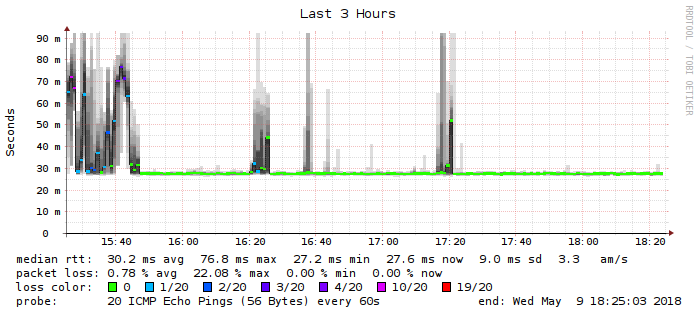 Last 3 Hours
RRDTOOL / TOBI OETIKER
Seconds
90 m
80 m
70 m
60 m
50 m
40 m
30 m
20 m
10 m
0
15:40 16:00 16:20 16:40 17:00 17:20 17:40 18:00 18:20
median rtt: 30.2 ms avg 76.8 ms max 27.2 ms min 27.6 ms now 9.0 ms sd 3.3 am/s
packet loss: 0.78 % avg 22.08 % max 0.00 % min 0.00 % now
loss color: 0 1/20 2/20 3/20 4/20 10/20 19/20
probe: 20 ICMP Echo Pings (56 Bytes) every 60s end: Wed May 9 18:25:03 2018